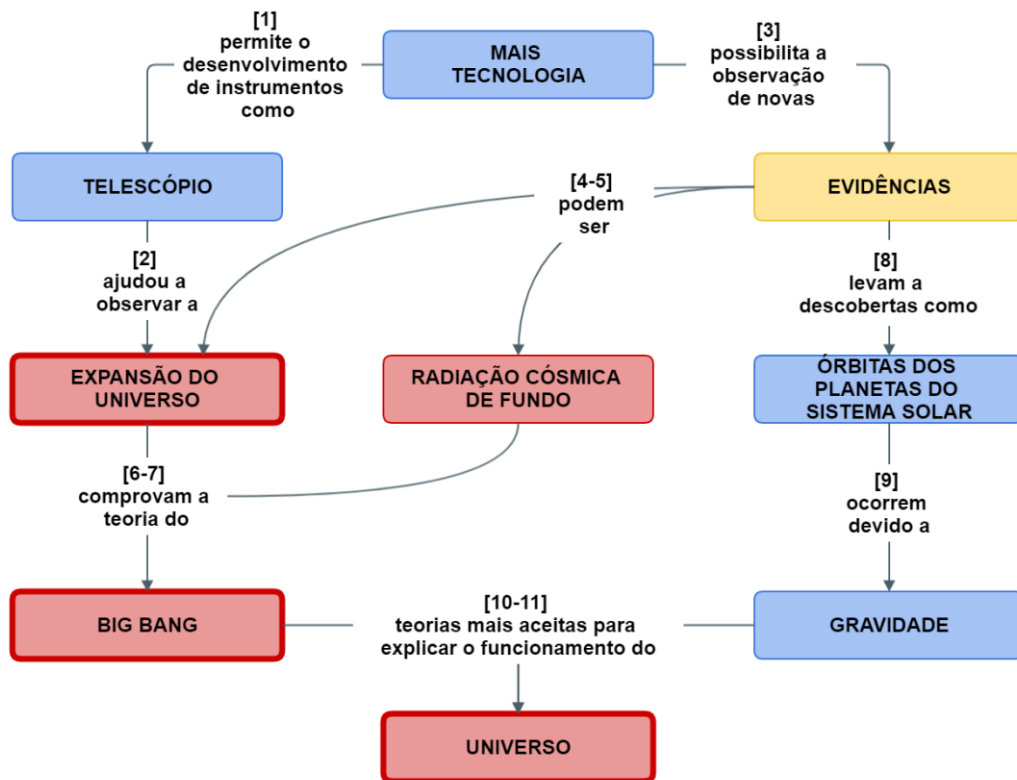 [1]
permite o
desenvolvimento
de instrumentos
como
MAIS
TECNOLOGIA
[3]
possibilita a
observação
de novas
TELESCÓPIO
[4-5]
podem
ser
EVIDÊNCIAS
[2]
ajudou a
observar a
[8]
levam a
descobertas como
EXPANSÃO DO
UNIVERSO
RADIAÇÃO CÓSMICA
DE FUNDO
ÓRBITAS DOS
PLANETAS DO
SISTEMA SOLAR
[6-7]
comprovam a
teoria do
[9]
ocorrem
devido a
BIG BANG
[10-11]
teorias mais aceitas para
explicar o funcionamento do
GRAVIDADE
UNIVERSO